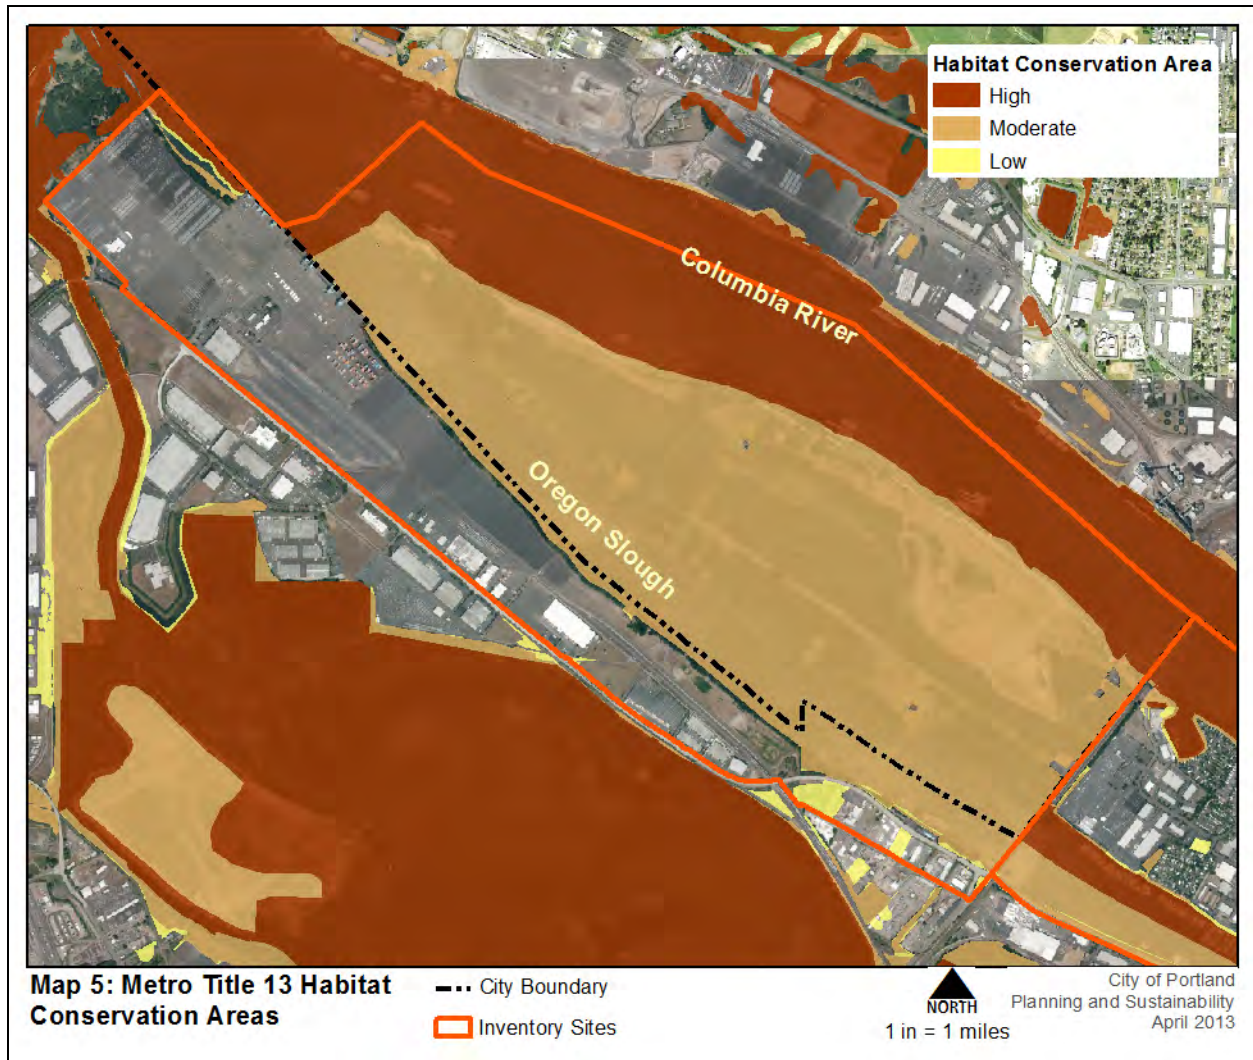 Habitat Conservation Area
High
Moderate
Low
Columbia River
Oregon Slough
Map 5: Metro Title 13 Habitat
Conservation Areas
City Boundary
Inventory Sites
NORTH
1 in = 1 miles
City of Portland
Planning and Sustainability
April 2013